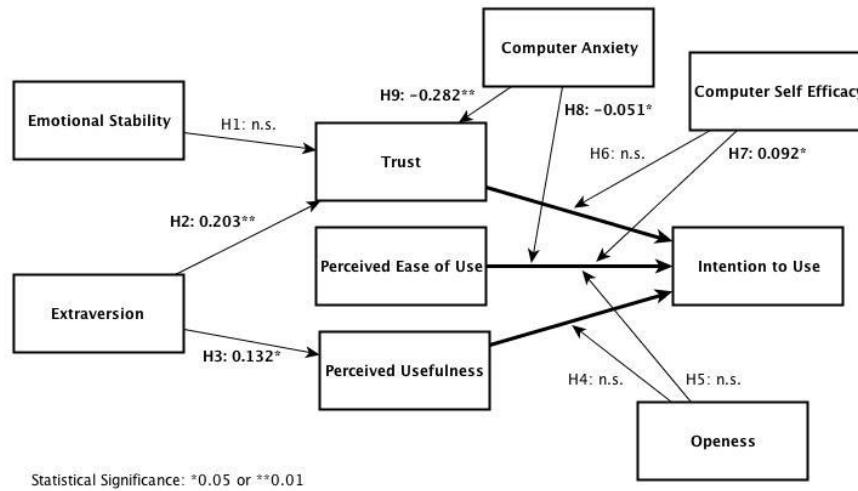 Computer Anxiety
Computer Self Efficacy
H9: -0.282**
H8: -0.051*
Emotional Stability
H1: n.s.
Trust
H6: n.s.
H7: 0.092*
H2: 0.203**
Perceived Ease of Use
Intention to Use
Extraversion
H3: 0.132*
Perceived Usefulness
H4: n.s.
H5: n.s.
Openess
Statistical Significance: *0.05 or **0.01